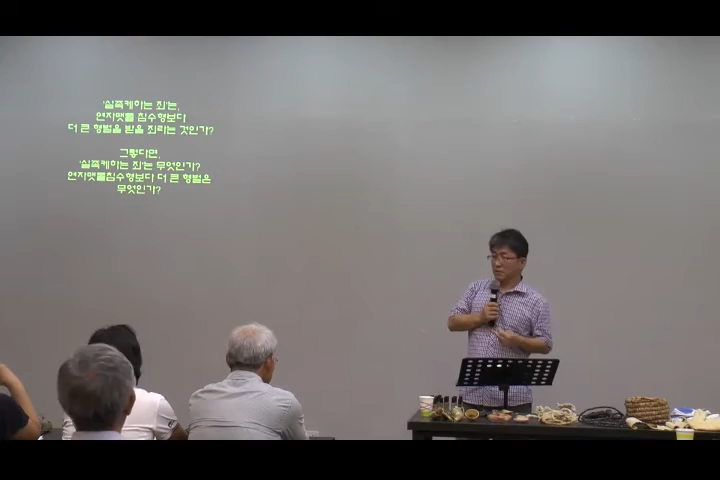 '실족케하는 죄'는,
연자맷돌 침수형보다
더 큰 형벌을 받을 죄라는 것인가?
그렇다면,
'실족케하는 죄'는 무엇인가?
연자맷돌침수형보다 더 큰 형벌은
무엇인가?